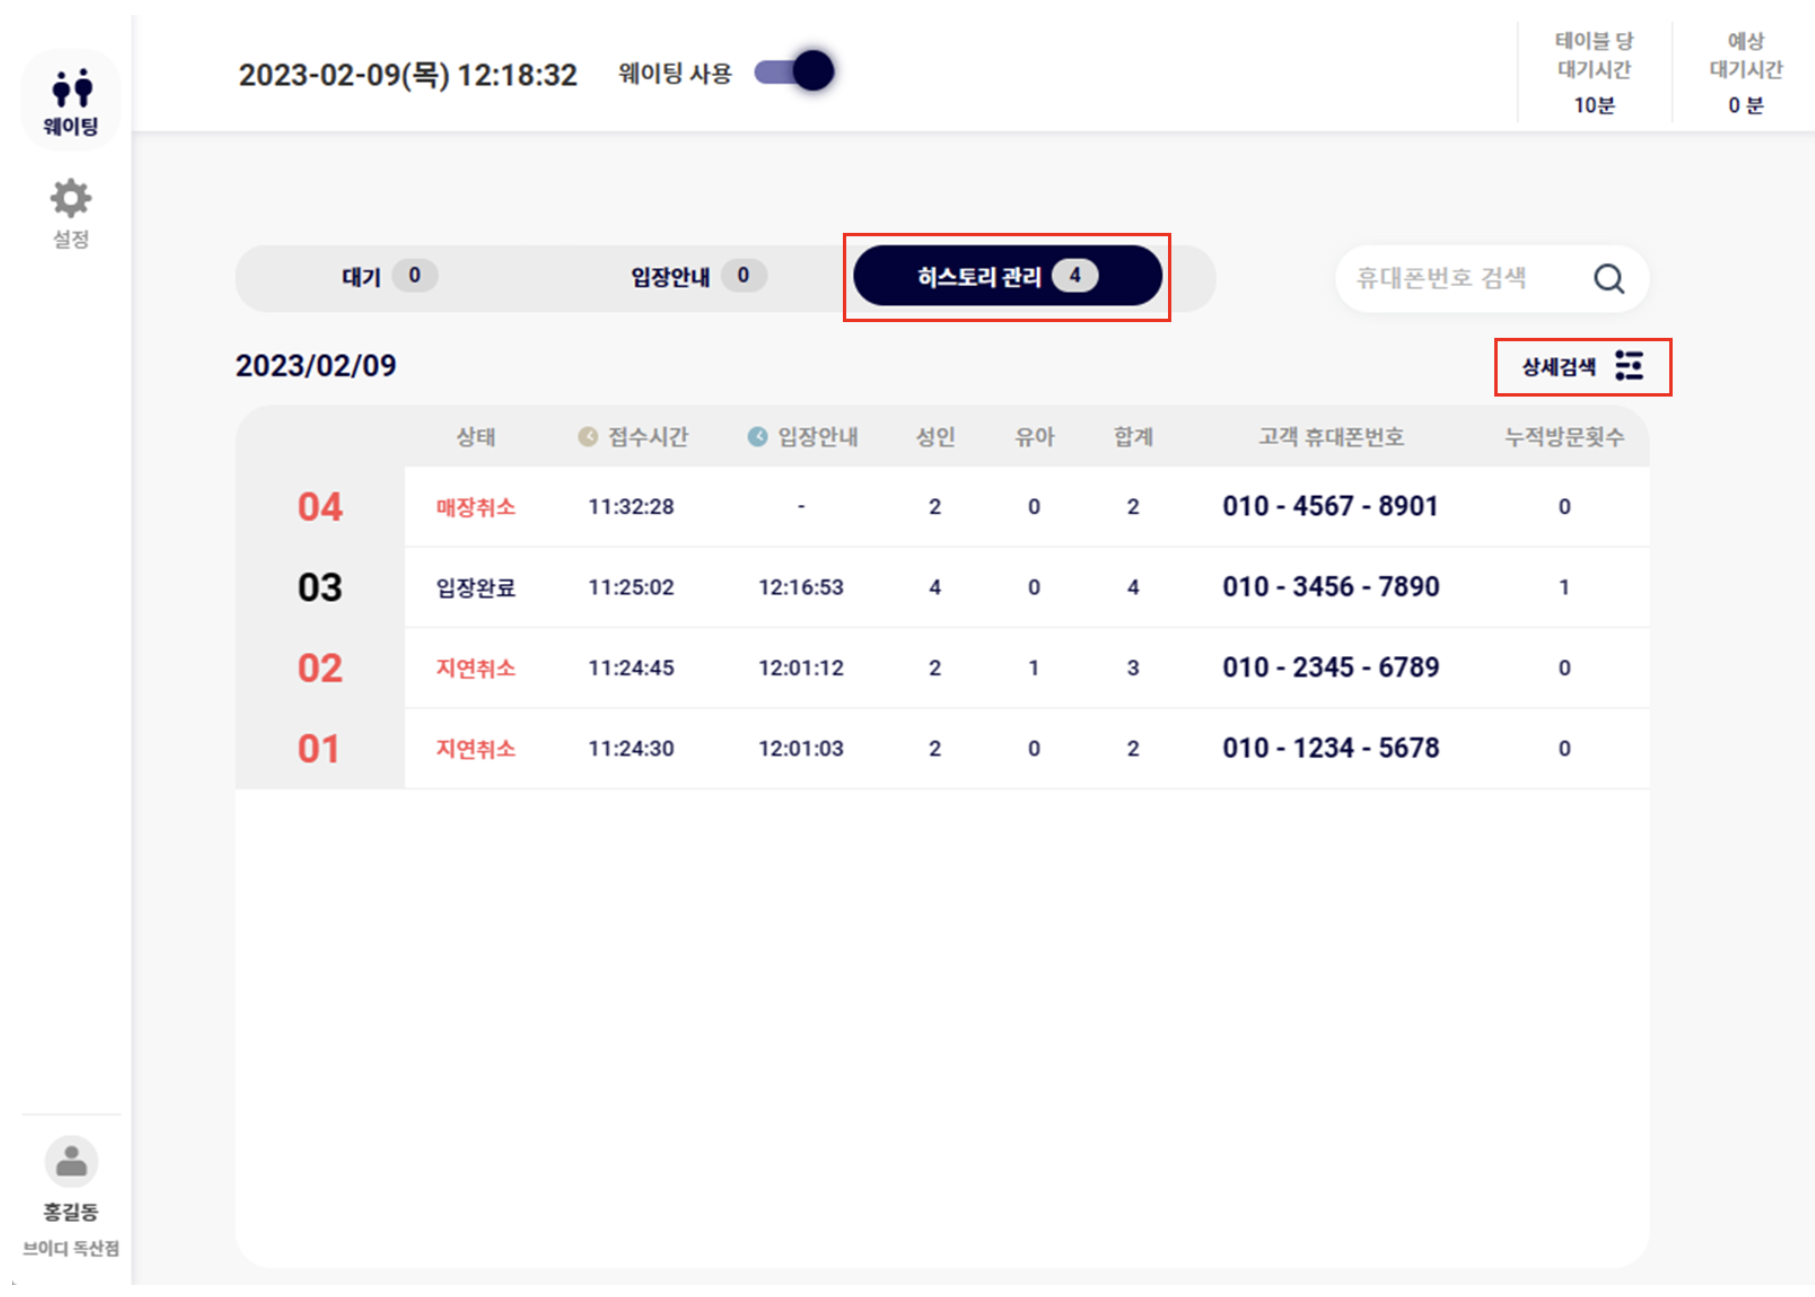 웨이팅
설정
2023-02-09(목) 12:18:32 웨이팅 사용
테이블 당
대기시간
10분
예상
대기시간
0 분
대기 0 입장안내 0 히스토리 관리 4
휴대폰번호 검색
2023/02/09
상세검색
상태 접수시간 입장안내 성인 유아 합계 고객 휴대폰번호 누적방문횟수
04 매장취소 11:32:28 - 2 0 2 010 - 4567 - 8901 0
03 입장완료 11:25:02 12:16:53 4 0 4 010 - 3456 - 7890 1
02 지연취소 11:24:45 12:01:12 2 1 3 010 - 2345 - 6789 0
01 지연취소 11:24:30 12:01:03 2 0 2 010 - 1234 - 5678 0
홍길동
브이디 독산점